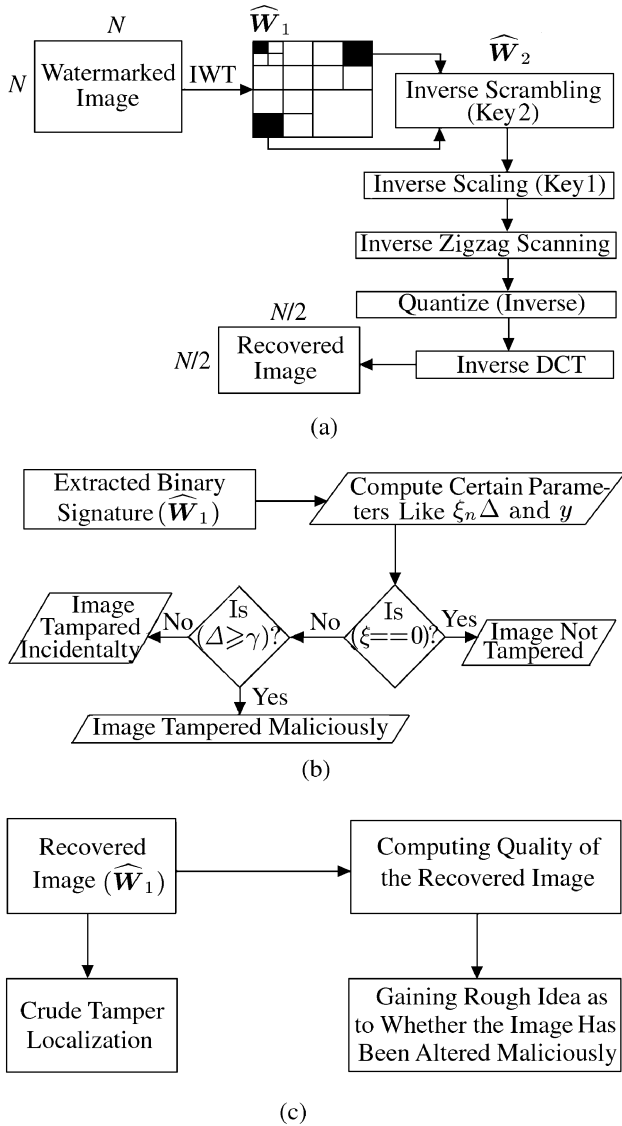 N
N
Watermarked
Image
IWT
Ŵ1
Ŵ2
Inverse Scrambling
(Key2)
Inverse Scaling (Key1)
Inverse Zigzag Scanning
Quantize (Inverse)
Inverse DCT
N/2
N/2
Recovered
Image
(a)
Extracted Binary
Signature (Ŵ1)
Compute Certain Parame-
ters Like ξnΔ and y
Is
(ξ==0)?
Yes
Image Not
Tampered
No
Is
(Δ⩾γ)?
No
Image
Tampared
Incidentalty
Yes
Image Tampered Maliciously
(b)
Recovered
Image (Ŵ1)
Computing Quality of
the Recovered Image
Crude Tamper
Localization
Gaining Rough Idea as
to Whether the Image Has
Been Altered Maliciously
(c)